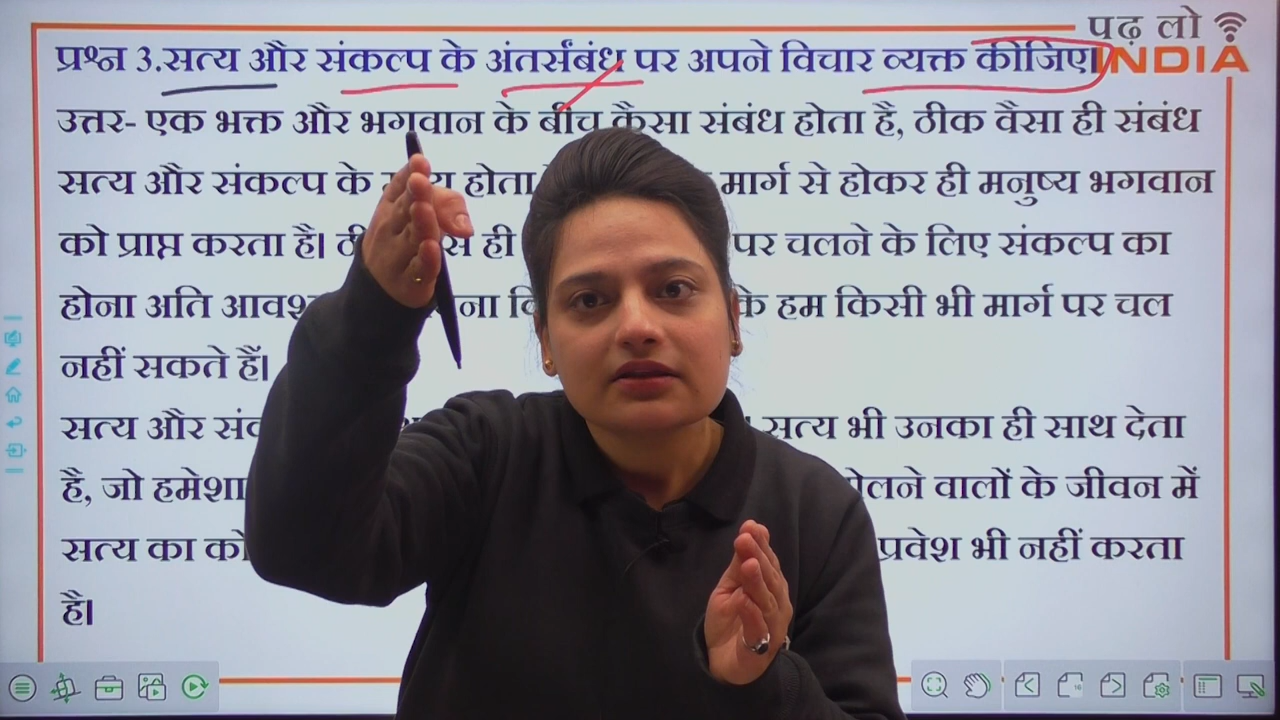 पढ़ लो
INDIA
प्रश्न 3.सत्य और संकल्प के अंतर्संबंध पर अपने विचार व्यक्त कीजिए।
उत्तर- एक भक्त और भगवान के बीच कैसा संबंध होता है, ठीक वैसा ही संबंध
सत्य और संकल्प के होता मार्ग से होकर ही मनुष्य भगवान
को प्राप्त करता है। ही पर चलने के लिए संकल्प का
होना अति हम किसी भी मार्ग पर चल
नहीं सकते हैं।
सत्य और सत्य भी उनका ही साथ देता
है, जो हमेशा वालों के जीवन में
सत्य का प्रवेश भी नहीं करता
है।